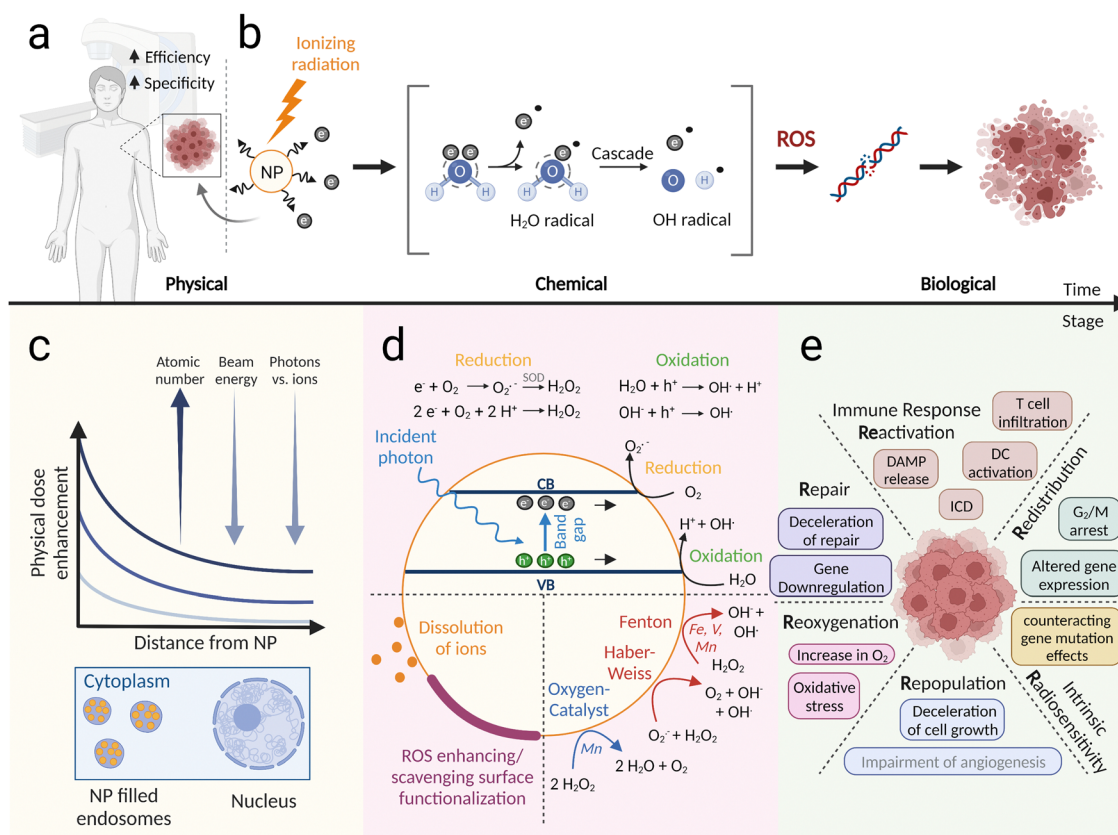 a
Efficiency
Specificity
b
Ionizing
radiation
NP
e⁻
e⁻
e⁻
e⁻
e⁻ e⁻
O
H H
e⁻
O
H H
H₂O radical
Cascade
e⁻
O H
OH radical
ROS
Physical
Chemical
Biological
Time
Stage
c
Atomic
number
Beam
energy
Photons
vs. ions
Physical dose
enhancement
Distance from NP
Cytoplasm
NP filled
endosomes
Nucleus
d
Reduction
e⁻ + O₂ → O₂·⁻ SOD → H₂O₂
2 e⁻ + O₂ + 2 H⁺ → H₂O₂
Oxidation
H₂O + h⁺ → OH· + H⁺
OH⁻ + h⁺ → OH·
Incident
photon
CB
e⁻ e⁻ e⁻
Band
gap
h⁺ h⁺ h⁺
VB
O₂·⁻
Reduction
O₂
H⁺ + OH·
Oxidation
H₂O
Dissolution
of ions
ROS enhancing/
scavenging surface
functionalization
Fenton
Fe, V,
Mn
OH⁻ +
OH·
H₂O₂
Haber-
Weiss
O₂ + OH⁻
+ OH·
O₂·⁻ + H₂O₂
Oxygen-
Catalyst
Mn
2 H₂O + O₂
2 H₂O₂
e
Immune Response
Reactivation
T cell
infiltration
DAMP
release
DC
activation
ICD
Repair
Deceleration
of repair
Gene
Downregulation
Redistribution
G₂/M
arrest
Altered gene
expression
Reoxygenation
Increase in O₂
Oxidative
stress
Repopulation
Deceleration
of cell growth
Impairment of angiogenesis
counteracting
gene mutation
effects
Intrinsic
Radiosensitivity